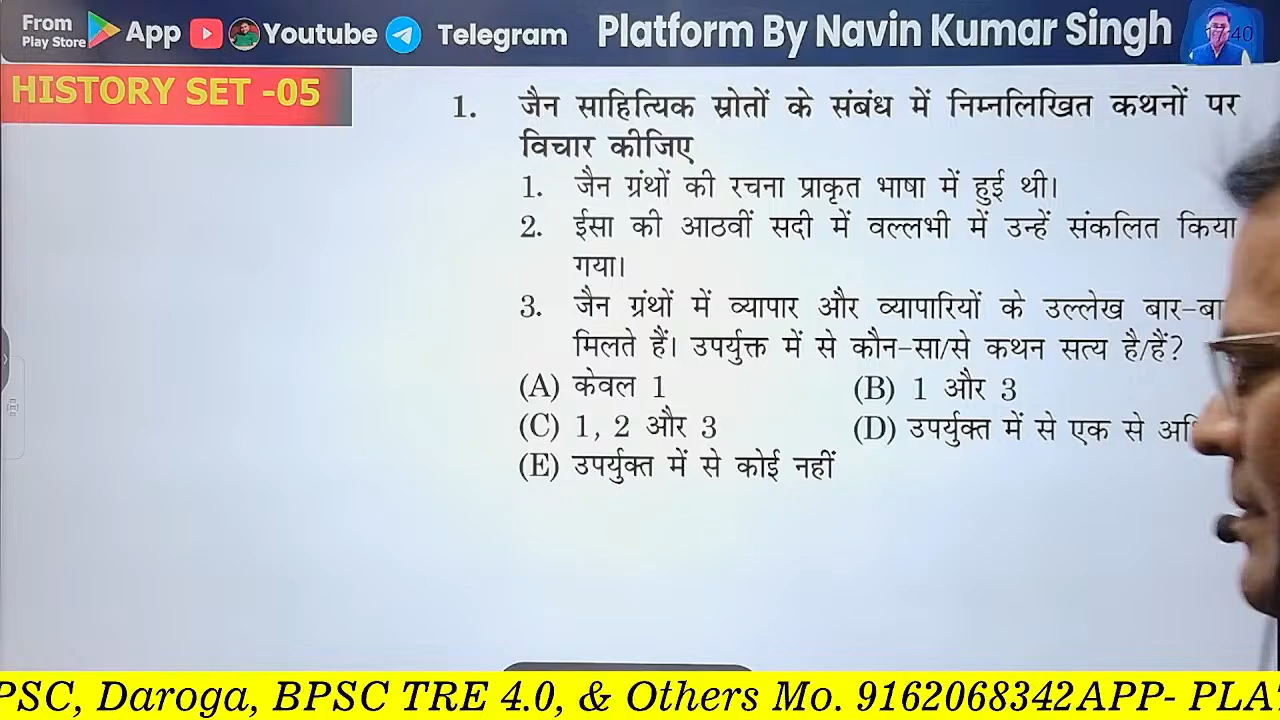 From
Play Store
App
Youtube
Telegram
Platform By Navin Kumar Singh
HISTORY SET -05
1. जैन साहित्यिक स्रोतों के संबंध में निम्नलिखित कथनों पर
विचार कीजिए
1. जैन ग्रंथों की रचना प्राकृत भाषा में हुई थी।
2. ईसा की आठवीं सदी में वल्लभी में उन्हें संकलित किया
गया।
3. जैन ग्रंथों में व्यापार और व्यापारियों के उल्लेख बार-बा
मिलते हैं। उपर्युक्त में से कौन-सा/से कथन सत्य है/हैं?
(A) केवल 1 (B) 1 और 3
(C) 1, 2 और 3 (D) उपर्युक्त में से एक से
(E) उपर्युक्त में से कोई नहीं
PSC, Daroga, BPSC TRE 4.0, & Others Mo. 9162068342APP- PLA